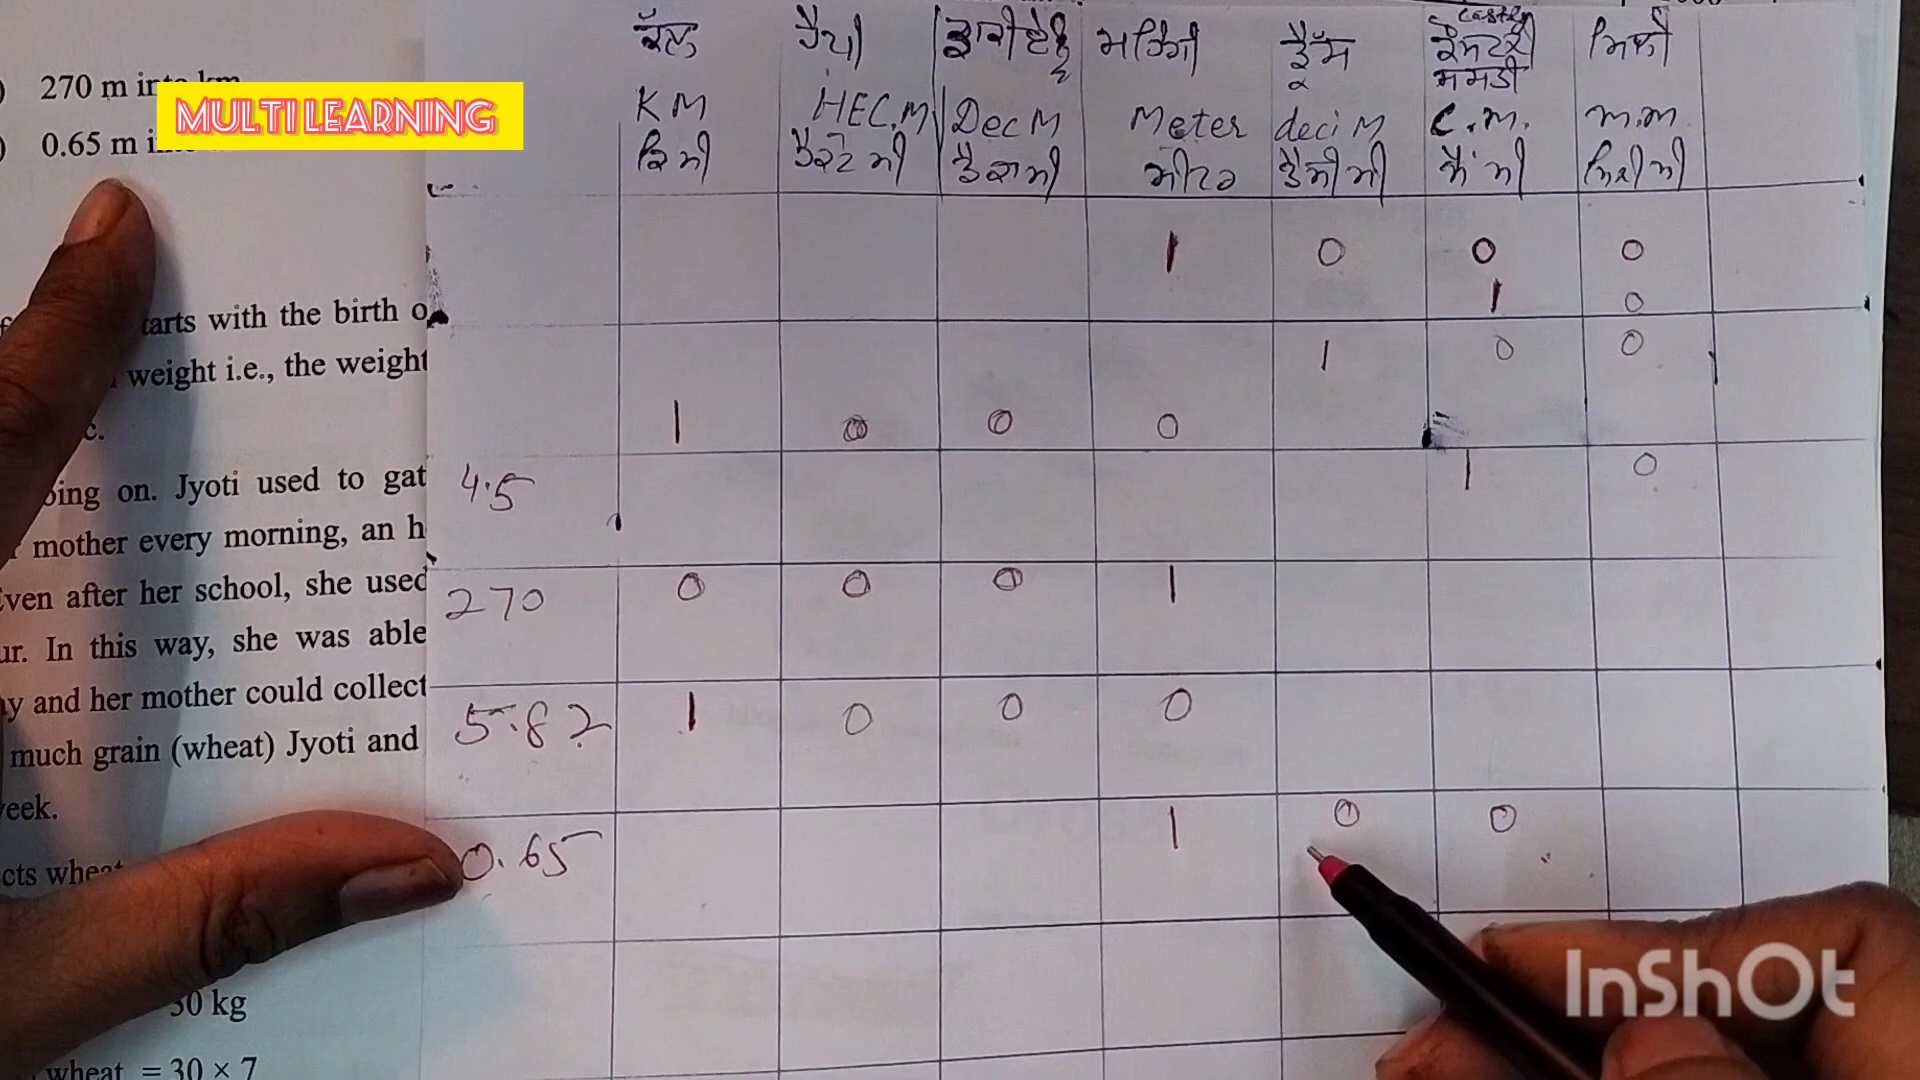 270 m into km
MULTI LEARNING
0.65 m
KM HEC.M Dec M Meter deci M C.M. m.m
ਕਿਮੀ ਹੈਕਟੋਮੀ ਡੈਕਾਮੀ ਮੀਟਰ ਡੈਸੀਮੀ ਸੈਂਮੀ ਮਿਲੀਮੀ
1 0 0 0
1 0
1 0 0
1 0 0 0
4.5 1 0
270 0 0 0 1
5.82 1 0 0 0
0.65 1 0 0
tarts with the birth o
weight i.e., the weight
c.
oing on. Jyoti used to gat
mother every morning, an h
ven after her school, she used
ur. In this way, she was able
y and her mother could collect
much grain (wheat) Jyoti and
eek.
cts wheat
30 kg
wheat = 30 × 7
InShOt